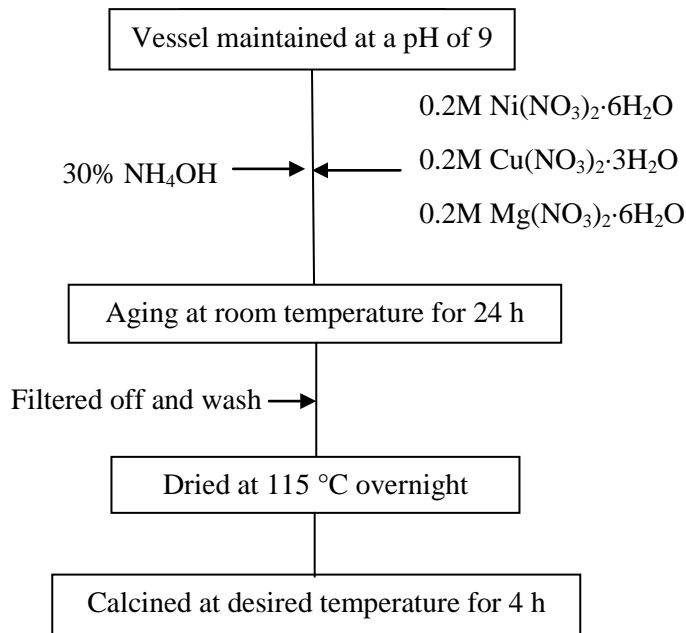 Vessel maintained at a pH of 9
0.2M Ni(NO₃)₂·6H₂O
30% NH₄OH
0.2M Cu(NO₃)₂·3H₂O
0.2M Mg(NO₃)₂·6H₂O
Aging at room temperature for 24 h
Filtered off and wash
Dried at 115 °C overnight
Calcined at desired temperature for 4 h